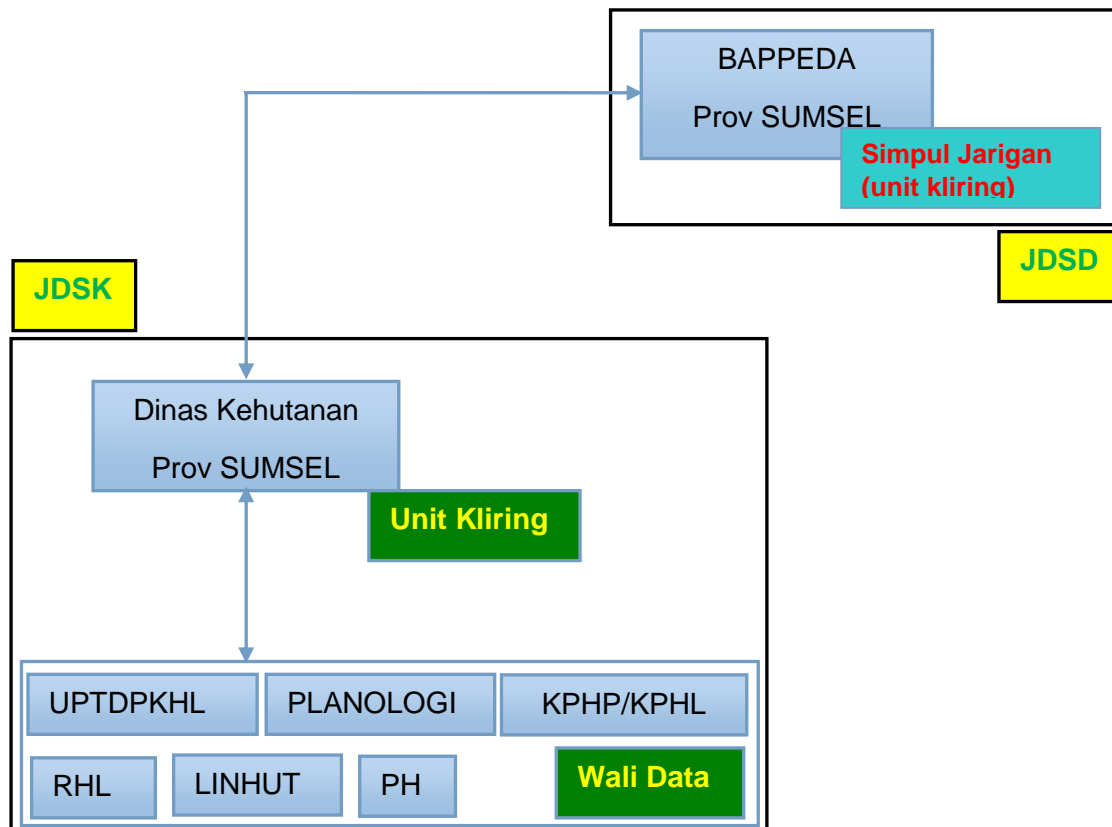 BAPPEDA
Prov SUMSEL
Simpul Jarigan
(unit kliring)
JDSD
JDSK
Dinas Kehutanan
Prov SUMSEL
Unit Kliring
UPTDPKHL
PLANOLOGI
KPHP/KPHL
RHL
LINHUT
PH
Wali Data